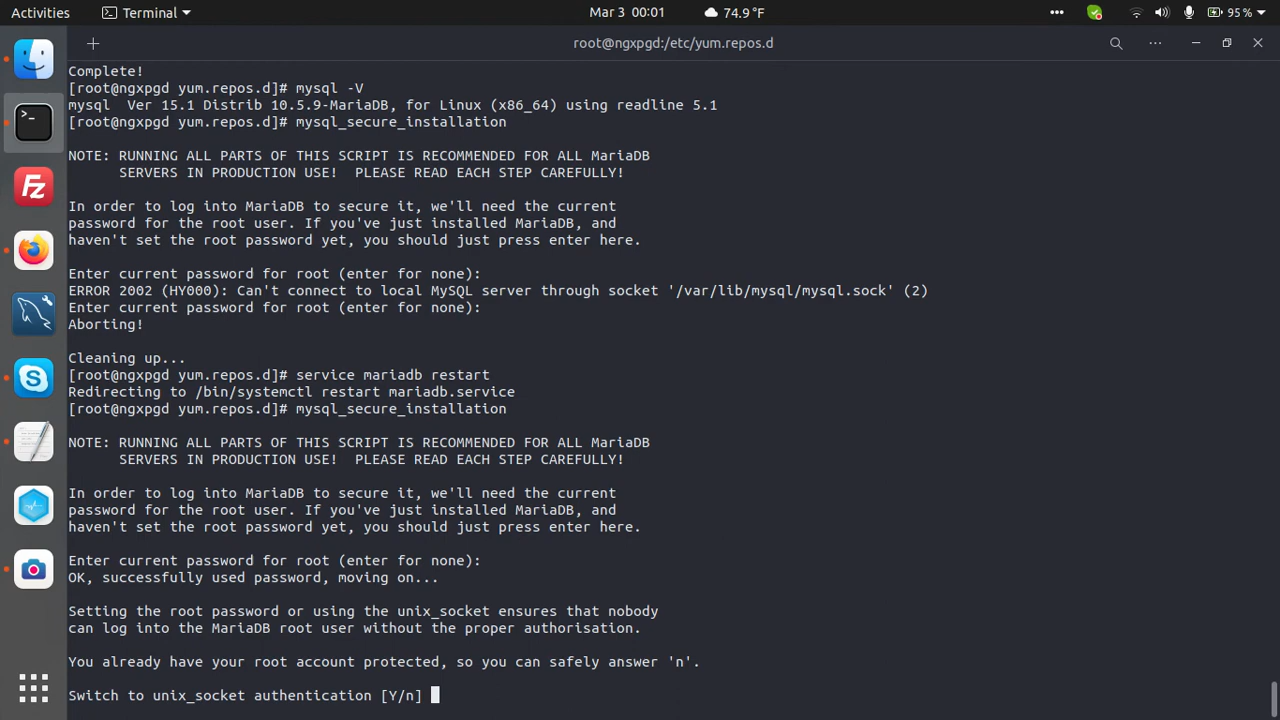 Activities
Terminal
Mar 3 00:01
74.9°F
95 %
root@ngxpgd:/etc/yum.repos.d
Complete!
[root@ngxpgd yum.repos.d]# mysql -V
mysql  Ver 15.1 Distrib 10.5.9-MariaDB, for Linux (x86_64) using readline 5.1
[root@ngxpgd yum.repos.d]# mysql_secure_installation
NOTE: RUNNING ALL PARTS OF THIS SCRIPT IS RECOMMENDED FOR ALL MariaDB
SERVERS IN PRODUCTION USE!  PLEASE READ EACH STEP CAREFULLY!
In order to log into MariaDB to secure it, we'll need the current
password for the root user. If you've just installed MariaDB, and
haven't set the root password yet, you should just press enter here.
Enter current password for root (enter for none):
ERROR 2002 (HY000): Can't connect to local MySQL server through socket '/var/lib/mysql/mysql.sock' (2)
Enter current password for root (enter for none):
Aborting!
Cleaning up...
[root@ngxpgd yum.repos.d]# service mariadb restart
Redirecting to /bin/systemctl restart mariadb.service
[root@ngxpgd yum.repos.d]# mysql_secure_installation
NOTE: RUNNING ALL PARTS OF THIS SCRIPT IS RECOMMENDED FOR ALL MariaDB
SERVERS IN PRODUCTION USE!  PLEASE READ EACH STEP CAREFULLY!
In order to log into MariaDB to secure it, we'll need the current
password for the root user. If you've just installed MariaDB, and
haven't set the root password yet, you should just press enter here.
Enter current password for root (enter for none):
OK, successfully used password, moving on...
Setting the root password or using the unix_socket ensures that nobody
can log into the MariaDB root user without the proper authorisation.
You already have your root account protected, so you can safely answer 'n'.
Switch to unix_socket authentication [Y/n]